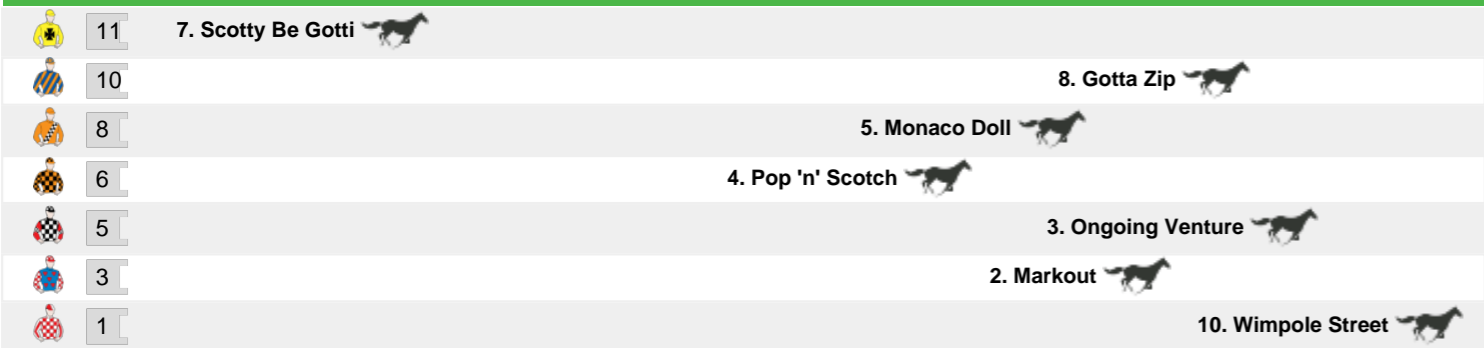 11 7. Scotty Be Gotti
10 8. Gotta Zip
8 5. Monaco Doll
6 4. Pop 'n' Scotch
5 3. Ongoing Venture
3 2. Markout
1 10. Wimpole Street